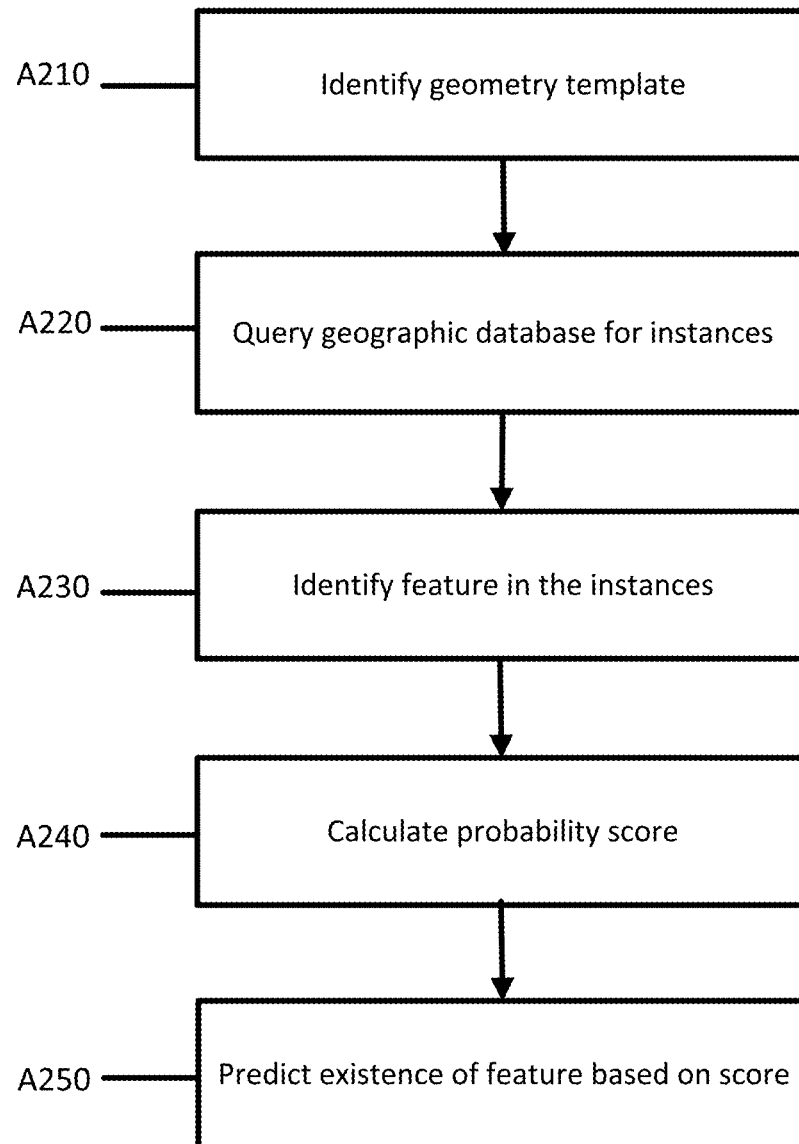 A210
Identify geometry template
A220
Query geographic database for instances
A230
Identify feature in the instances
A240
Calculate probability score
A250
Predict existence of feature based on score